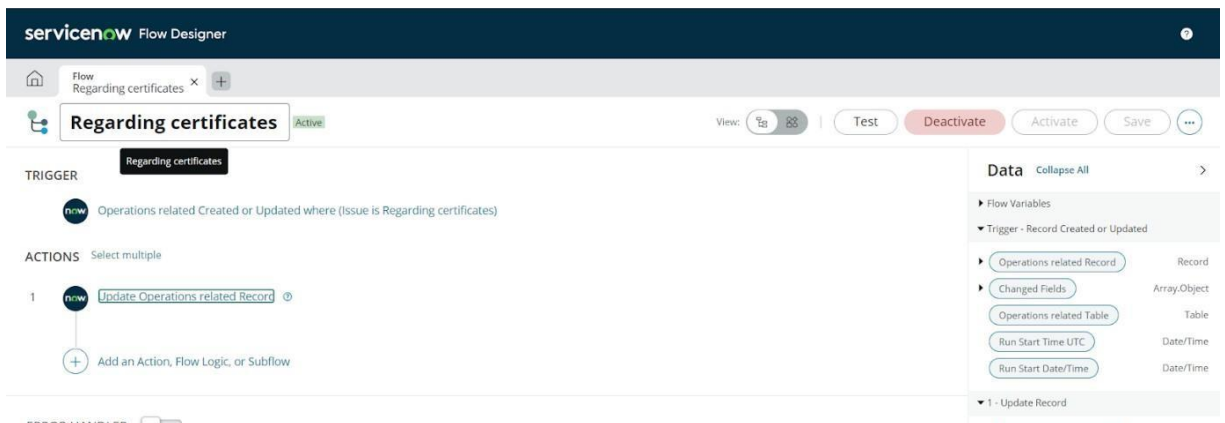 servicenow Flow Designer
Flow
Regarding certificates
Regarding certificates Active
View:
Test Deactivate Activate Save
Regarding certificates
TRIGGER
now Operations related Created or Updated where (Issue is Regarding certificates)
ACTIONS Select multiple
1 now Update Operations related Record
Add an Action, Flow Logic, or Subflow
Data Collapse All
Flow Variables
Trigger - Record Created or Updated
Operations related Record Record
Changed Fields Array.Object
Operations related Table Table
Run Start Time UTC Date/Time
Run Start Date/Time Date/Time
1 - Update Record